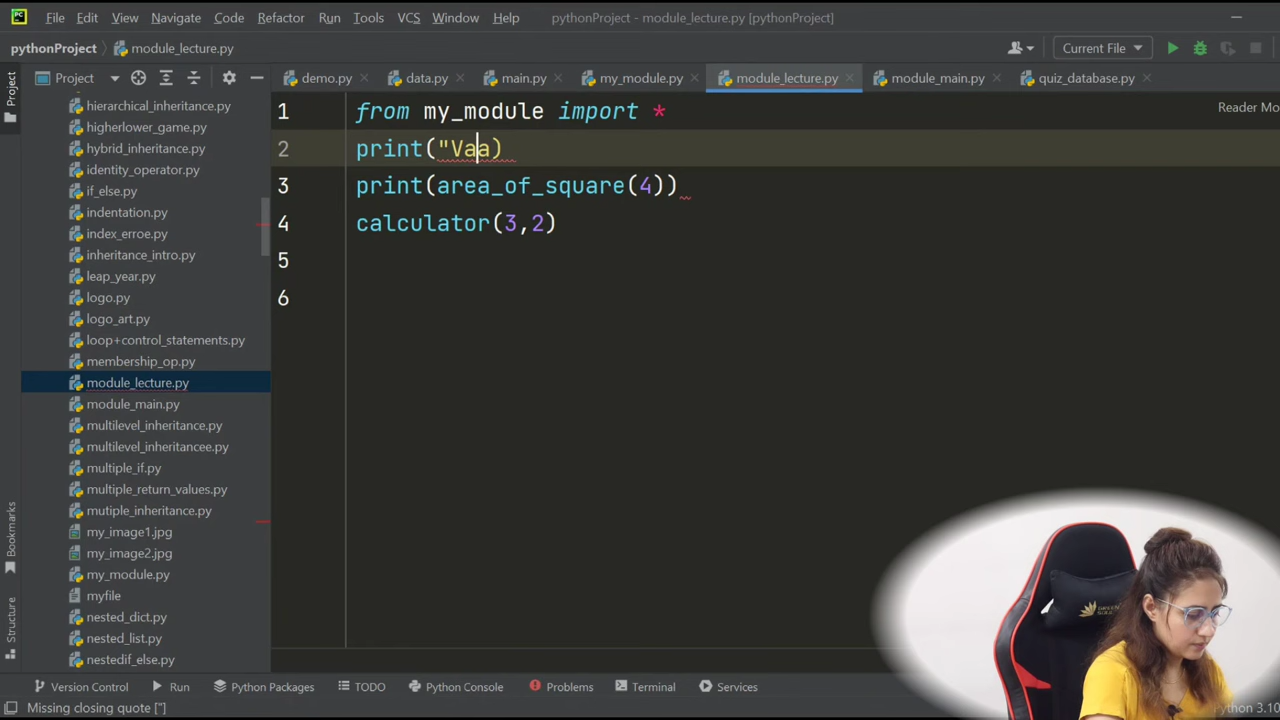 PC File Edit View Navigate Code Refactor Run Tools VCS Window Help pythonProject - module_lecture.py [pythonProject]
pythonProject module_lecture.py Current File
Project Project demo.py data.py main.py my_module.py module_lecture.py module_main.py quiz_database.py
hierarchical_inheritance.py
higherlower_game.py
hybrid_inheritance.py
identity_operator.py
if_else.py
indentation.py
index_erroe.py
inheritance_intro.py
leap_year.py
logo.py
logo_art.py
loop+control_statements.py
membership_op.py
module_lecture.py
module_main.py
multilevel_inheritance.py
multilevel_inheritancee.py
multiple_if.py
multiple_return_values.py
mutiple_inheritance.py
my_image1.jpg
my_image2.jpg
my_module.py
myfile
nested_dict.py
nested_list.py
nestedif_else.py
1 from my_module import *
Reader Mo
2 print("Vaa)
3 print(area_of_square(4))
4 calculator(3,2)
5
6
Bookmarks
Structure
Version Control Run Python Packages TODO Python Console Problems Terminal Services
Missing closing quote ["] Python 3.10